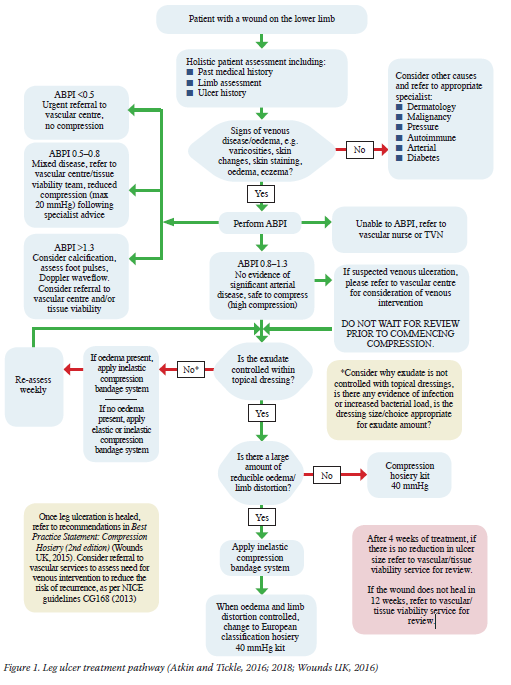 Patient with a wound on the lower limb
Holistic patient assessment including:
■ Past medical history
■ Limb assessment
■ Ulcer history
Signs of venous
disease/oedema, e.g.
varicosities, skin
changes, skin staining,
oedema, eczema?
No
Consider other causes
and refer to appropriate
specialist:
■ Dermatology
■ Malignancy
■ Pressure
■ Autoimmune
■ Arterial
■ Diabetes
Yes
Perform ABPI
Unable to ABPI, refer to
vascular nurse or TVN
ABPI <0.5
Urgent referral to
vascular centre,
no compression
ABPI 0.5–0.8
Mixed disease, refer to
vascular centre/tissue
viability team, reduced
compression (max
20 mmHg) following
specialist advice
ABPI >1.3
Consider calcification,
assess foot pulses,
Doppler waveflow.
Consider referral to
vascular centre and/or
tissue viability
ABPI 0.8–1.3
No evidence of
significant arterial
disease, safe to compress
(high compression)
If suspected venous ulceration,
please refer to vascular centre
for consideration of venous
intervention
DO NOT WAIT FOR REVIEW
PRIOR TO COMMENCING
COMPRESSION.
Is the exudate
controlled within
topical dressing?
No*
If oedema present,
apply inelastic
compression
bandage system
If no oedema
present, apply
elastic or inelastic
compression
bandage system
Re-assess
weekly
*Consider why exudate is not
controlled with topical dressings,
is there any evidence of infection
or increased bacterial load, is the
dressing size/choice appropriate
for exudate amount?
Yes
Is there a large
amount of
reducible oedema/
limb distortion?
No
Compression
hosiery kit
40 mmHg
Yes
Apply inelastic
compression
bandage system
When oedema and limb
distortion controlled,
change to European
classification hosiery
40 mmHg kit
Once leg ulceration is healed,
refer to recommendations in Best
Practice Statement: Compression
Hosiery (2nd edition) (Wounds
UK, 2015). Consider referral to
vascular services to assess need for
venous intervention to reduce the
risk of recurrence, as per NICE
guidelines CG168 (2013)
After 4 weeks of treatment, if
there is no reduction in ulcer
size refer to vascular/tissue
viability service for review.
If the wound does not heal in
12 weeks, refer to vascular/
tissue viability service for
review.
Figure 1. Leg ulcer treatment pathway (Atkin and Tickle, 2016; 2018; Wounds UK, 2016)